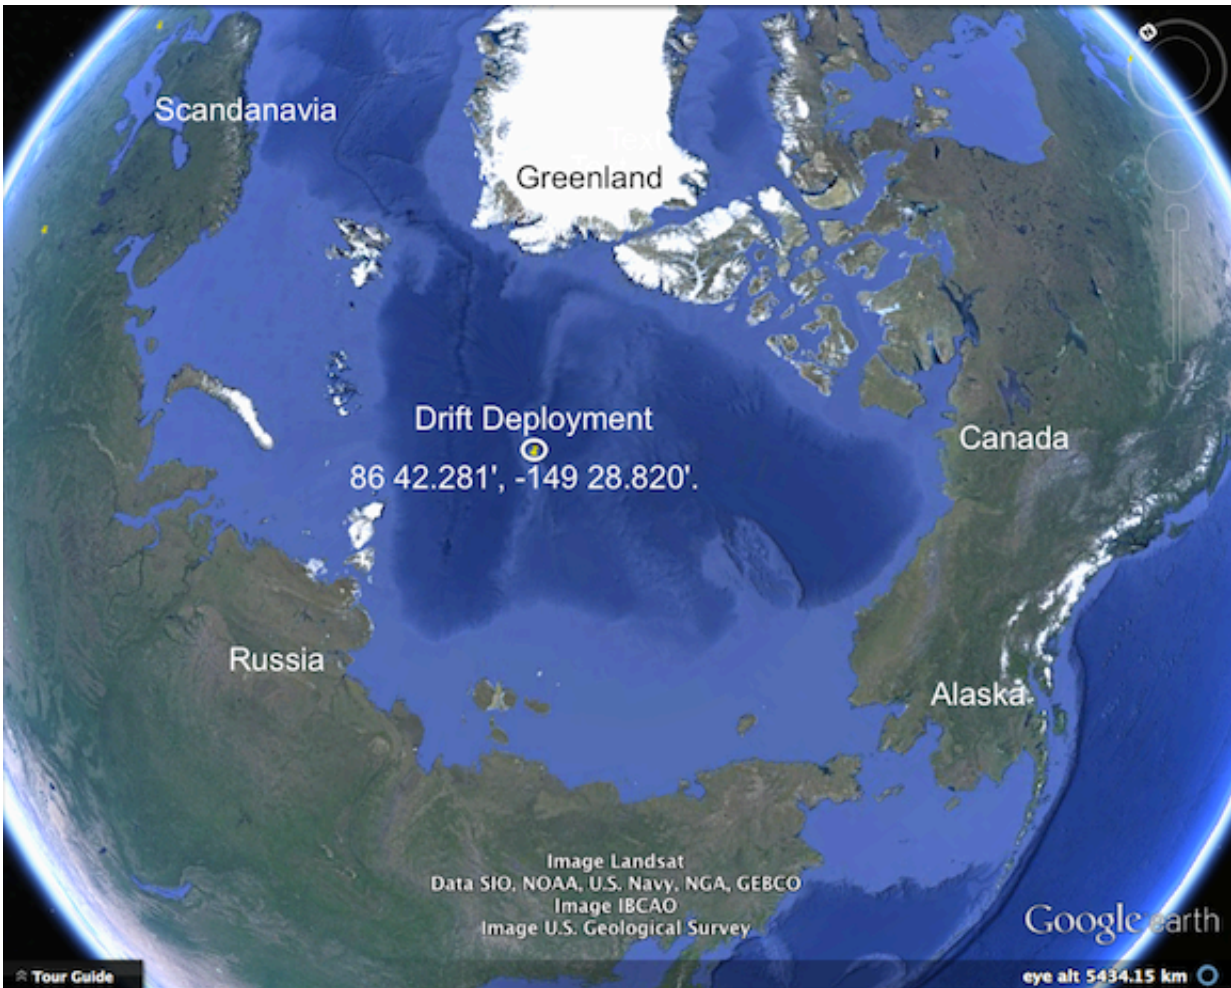 Scandanavia
Text
Greenland
Drift Deployment
86 42.281', -149 28.820'.
Canada
Russia
Alaska
Image Landsat
Data SIO, NOAA, U.S. Navy, NGA, GEBCO
Image IBCAO
Image U.S. Geological Survey
Google earth
Tour Guide
eye alt 5434.15 km
N